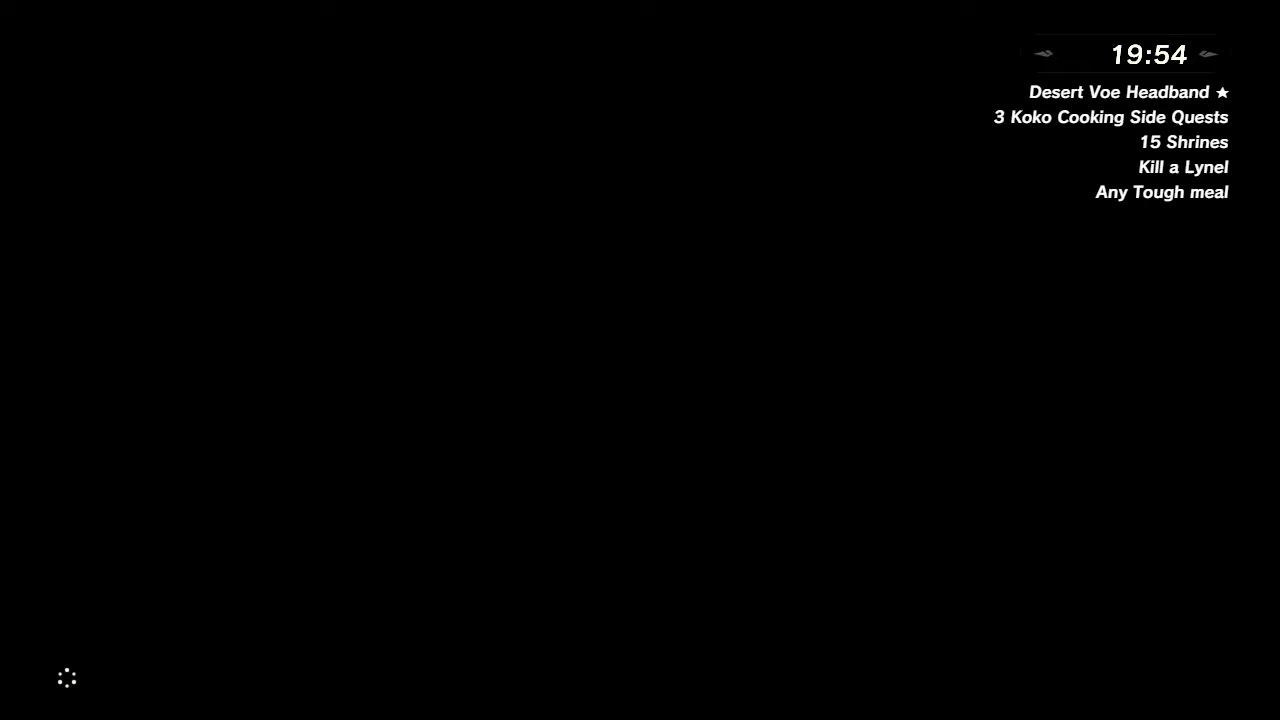 19:54
Desert Voe Headband ★
3 Koko Cooking Side Quests
15 Shrines
Kill a Lynel
Any Tough meal